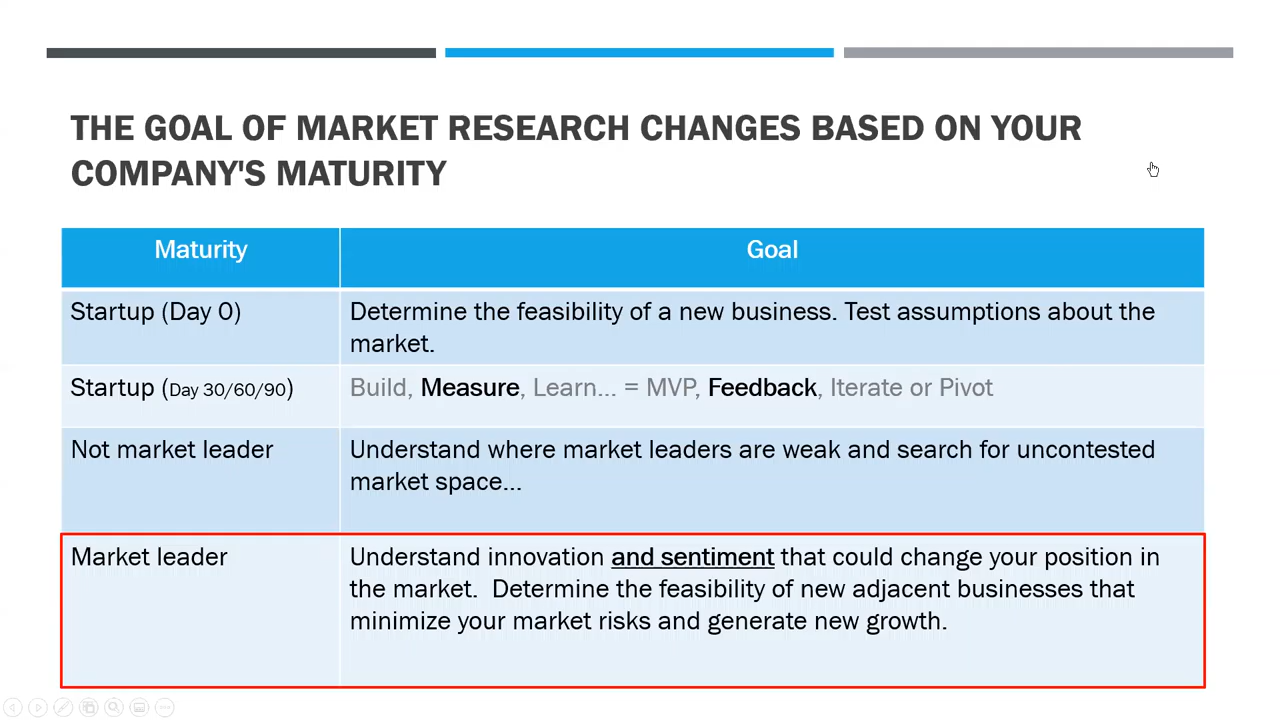 THE GOAL OF MARKET RESEARCH CHANGES BASED ON YOUR
COMPANY'S MATURITY
Maturity
Goal
Startup (Day 0)
Determine the feasibility of a new business. Test assumptions about the
market.
Startup (Day 30/60/90)
Build, Measure, Learn... = MVP, Feedback, Iterate or Pivot
Not market leader
Understand where market leaders are weak and search for uncontested
market space...
Market leader
Understand innovation and sentiment that could change your position in
the market.  Determine the feasibility of new adjacent businesses that
minimize your market risks and generate new growth.